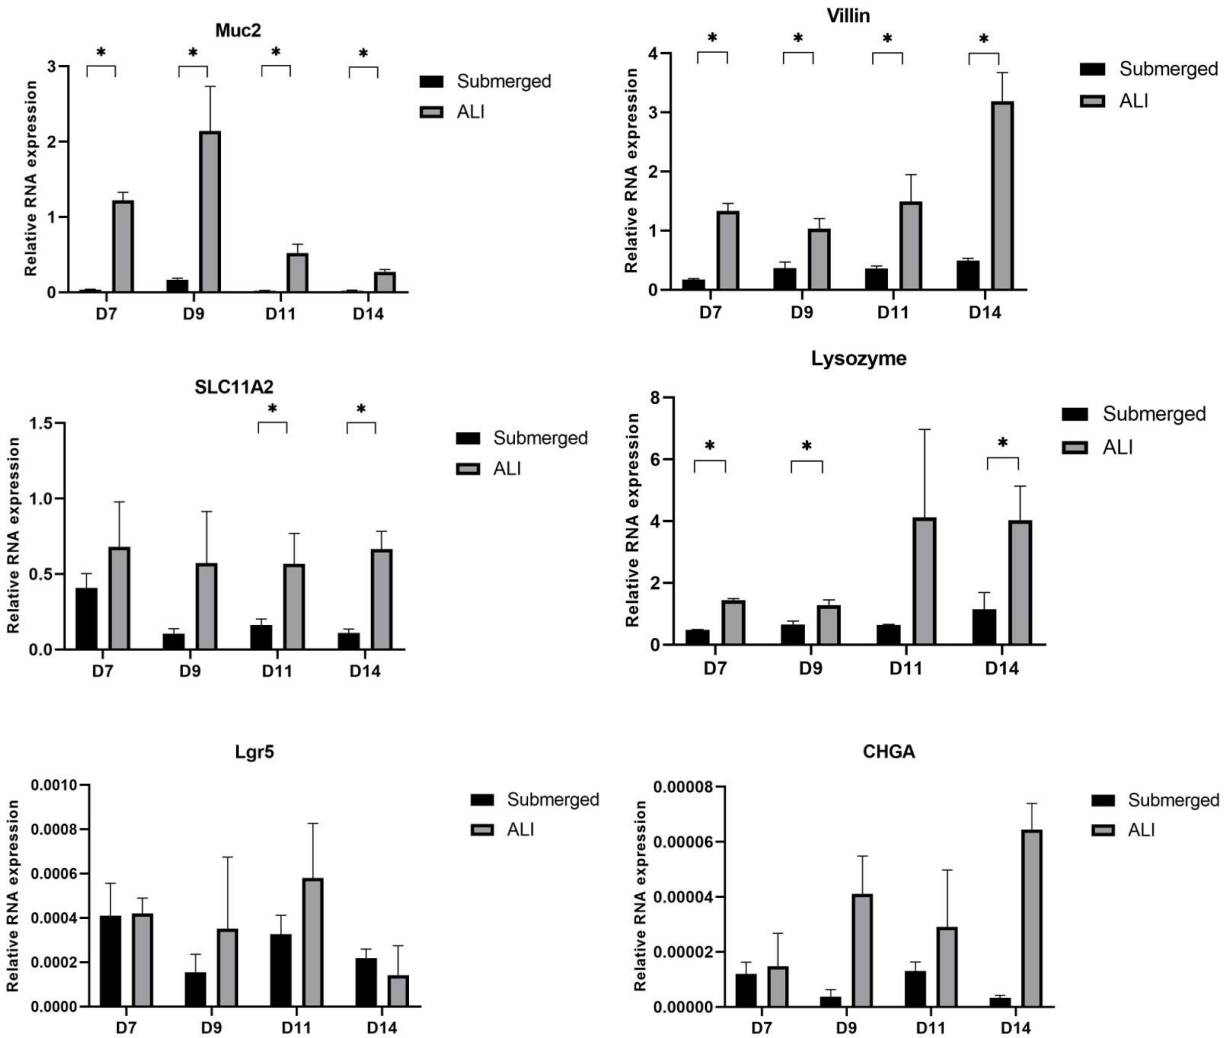 Muc2
* * * *
Relative RNA expression
3
2
1
0
D7 D9 D11 D14
Submerged
ALI
Villin
* * * *
Relative RNA expression
4
3
2
1
0
D7 D9 D11 D14
Submerged
ALI
SLC11A2
* *
Relative RNA expression
1.5
1.0
0.5
0.0
D7 D9 D11 D14
Submerged
ALI
Lysozyme
* * *
Relative RNA expression
8
6
4
2
0
D7 D9 D11 D14
Submerged
ALI
Lgr5
Relative RNA expression
0.0010
0.0008
0.0006
0.0004
0.0002
0.0000
D7 D9 D11 D14
Submerged
ALI
CHGA
Relative RNA expression
0.00008
0.00006
0.00004
0.00002
0.00000
D7 D9 D11 D14
Submerged
ALI